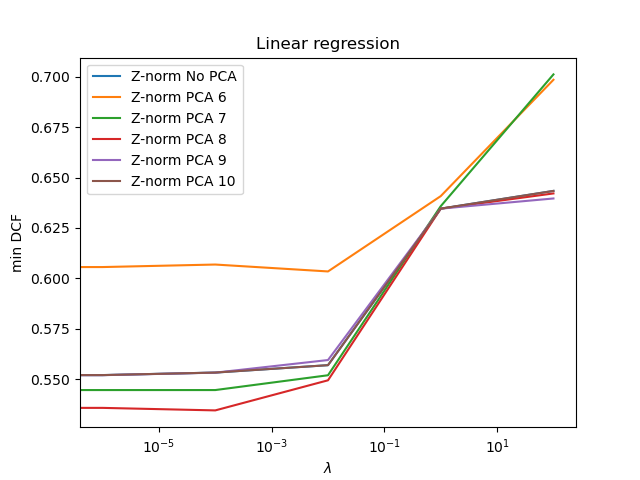 Linear regression
Z-norm No PCA
Z-norm PCA 6
Z-norm PCA 7
Z-norm PCA 8
Z-norm PCA 9
Z-norm PCA 10
min DCF
0.700
0.675
0.650
0.625
0.600
0.575
0.550
10⁻⁵
10⁻³
10⁻¹
10¹
λ